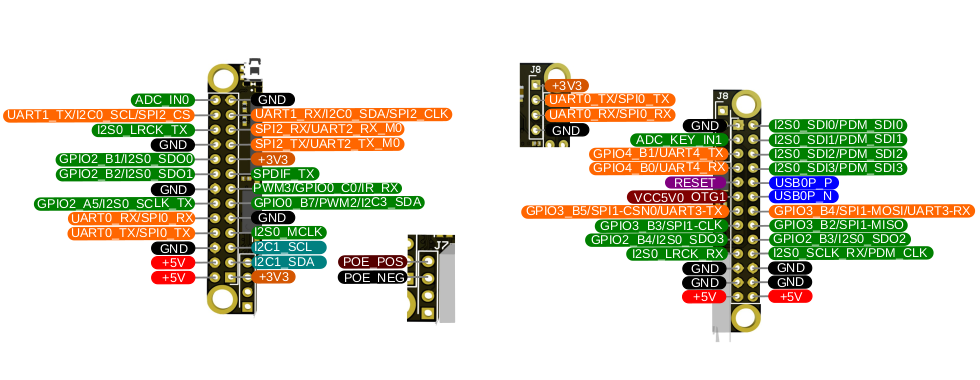 ADC_IN0
GND
UART1_TX/I2C0_SCL/SPI2_CS
UART1_RX/I2C0_SDA/SPI2_CLK
I2S0_LRCK_TX
SPI2_RX/UART2_RX_M0
GND
SPI2_TX/UART2_TX_M0
GPIO2_B1/I2S0_SDO0
+3V3
GPIO2_B2/I2S0_SDO1
SPDIF_TX
GND
PWM3/GPIO0_C0/IR_RX
GPIO2_A5/I2S0_SCLK_TX
GPIO0_B7/PWM2/I2C3_SDA
UART0_RX/SPI0_RX
GND
UART0_TX/SPI0_TX
I2S0_MCLK
GND
I2C1_SCL
+5V
I2C1_SDA
+5V
+3V3
J7
POE_POS
POE_NEG
J8
+3V3
UART0_TX/SPI0_TX
UART0_RX/SPI0_RX
GND
J8
GND
I2S0_SDI0/PDM_SDI0
ADC_KEY_IN1
I2S0_SDI1/PDM_SDI1
GPIO4_B1/UART4_TX
I2S0_SDI2/PDM_SDI2
GPIO4_B0/UART4_RX
I2S0_SDI3/PDM_SDI3
RESET
USB0P_P
VCC5V0_OTG1
USB0P_N
GPIO3_B5/SPI1-CSN0/UART3-TX
GPIO3_B4/SPI1-MOSI/UART3-RX
GPIO3_B3/SPI1-CLK
GPIO3_B2/SPI1-MISO
GPIO2_B4/I2S0_SDO3
GPIO2_B3/I2S0_SDO2
I2S0_LRCK_RX
I2S0_SCLK_RX/PDM_CLK
GND
GND
GND
GND
+5V
+5V